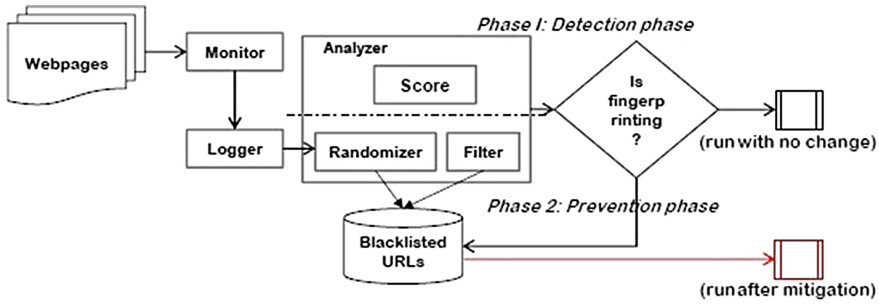 Phase I: Detection phase
Webpages
Monitor
Analyzer
Score
Is
fingerp
rinting
?
(run with no change)
Logger
Randomizer
Filter
Phase 2: Prevention phase
Blacklisted
URLs
(run after mitigation)